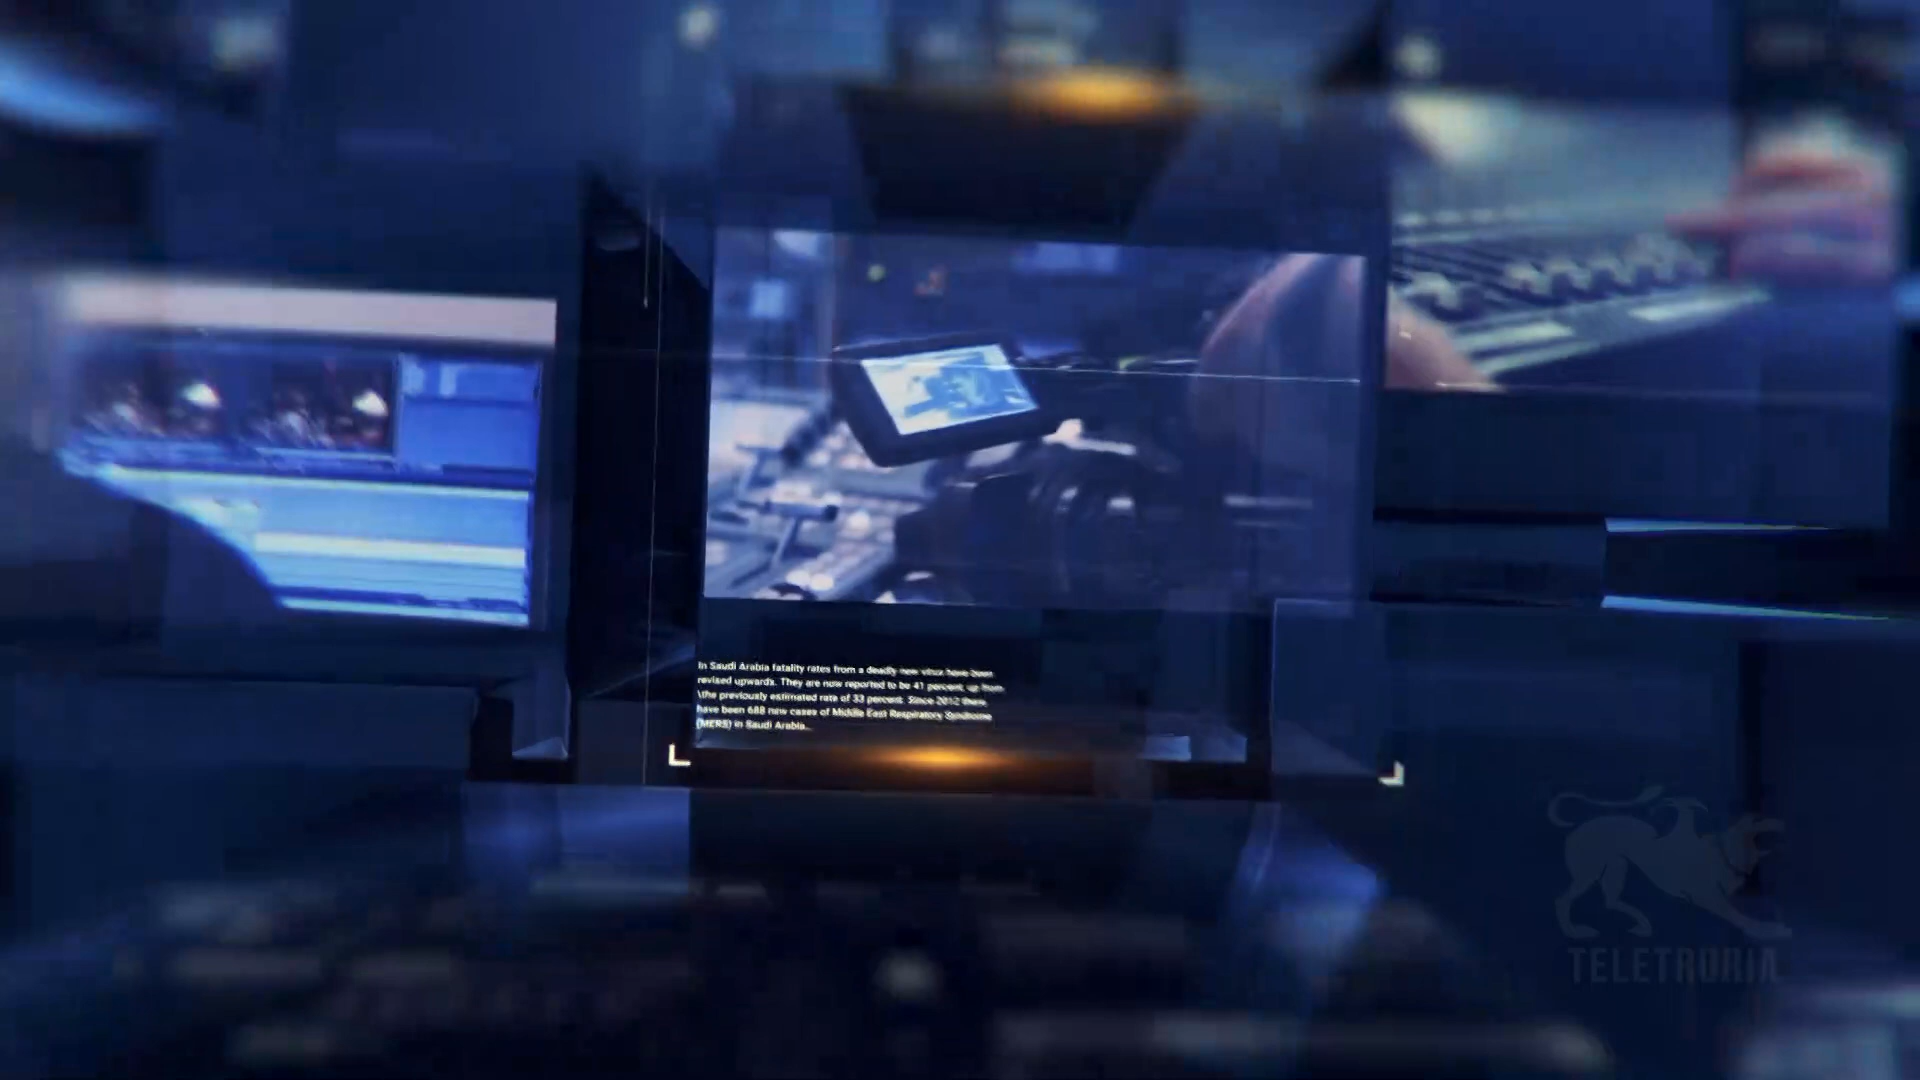 In Saudi Arabia fatality rates from a deadly new virus have been
revised upwards. They are now reported to be 41 percent, up from
\the previously estimated rate of 33 percent. Since 2012 there
have been 688 new cases of Middle East Respiratory Syndrome
(MERS) in Saudi Arabia..
TELETRORIA